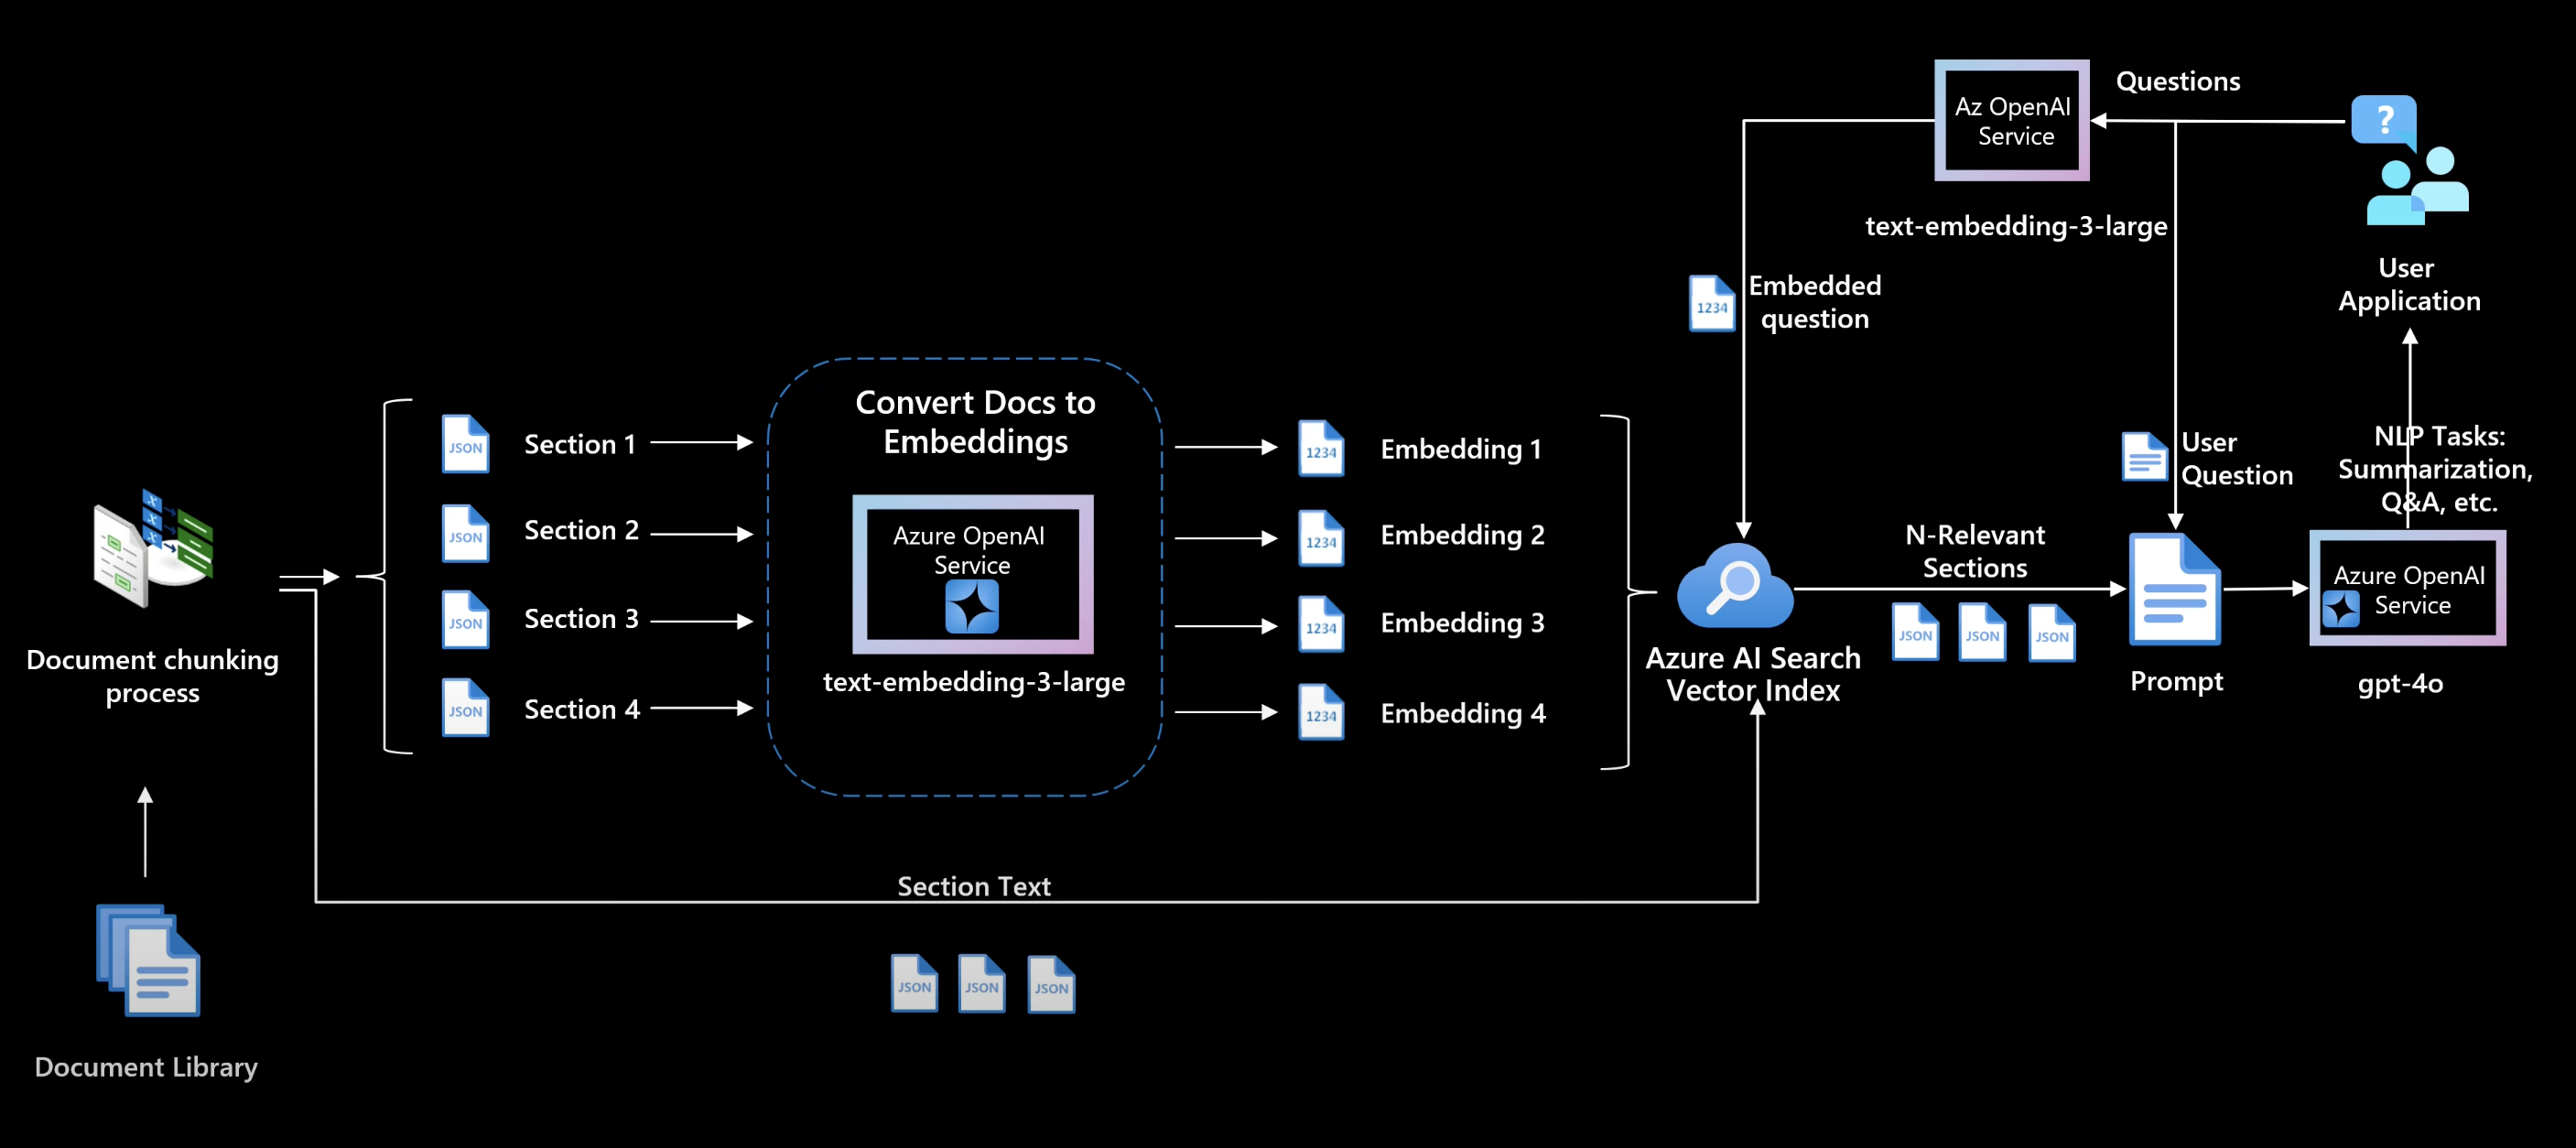 Questions
Az OpenAI
Service
?
text-embedding-3-large
User
Application
1234
Embedded
question
Convert Docs to
Embeddings
Azure OpenAI
Service
text-embedding-3-large
JSON
Section 1
JSON
Section 2
JSON
Section 3
JSON
Section 4
1234
Embedding 1
1234
Embedding 2
1234
Embedding 3
1234
Embedding 4
x
x
x
Document chunking
process
Document Library
Section Text
JSON
JSON
JSON
Azure AI Search
Vector Index
N-Relevant
Sections
JSON
JSON
JSON
User
Question
Prompt
NLP Tasks:
Summarization,
Q&A, etc.
Azure OpenAI
Service
gpt-4o